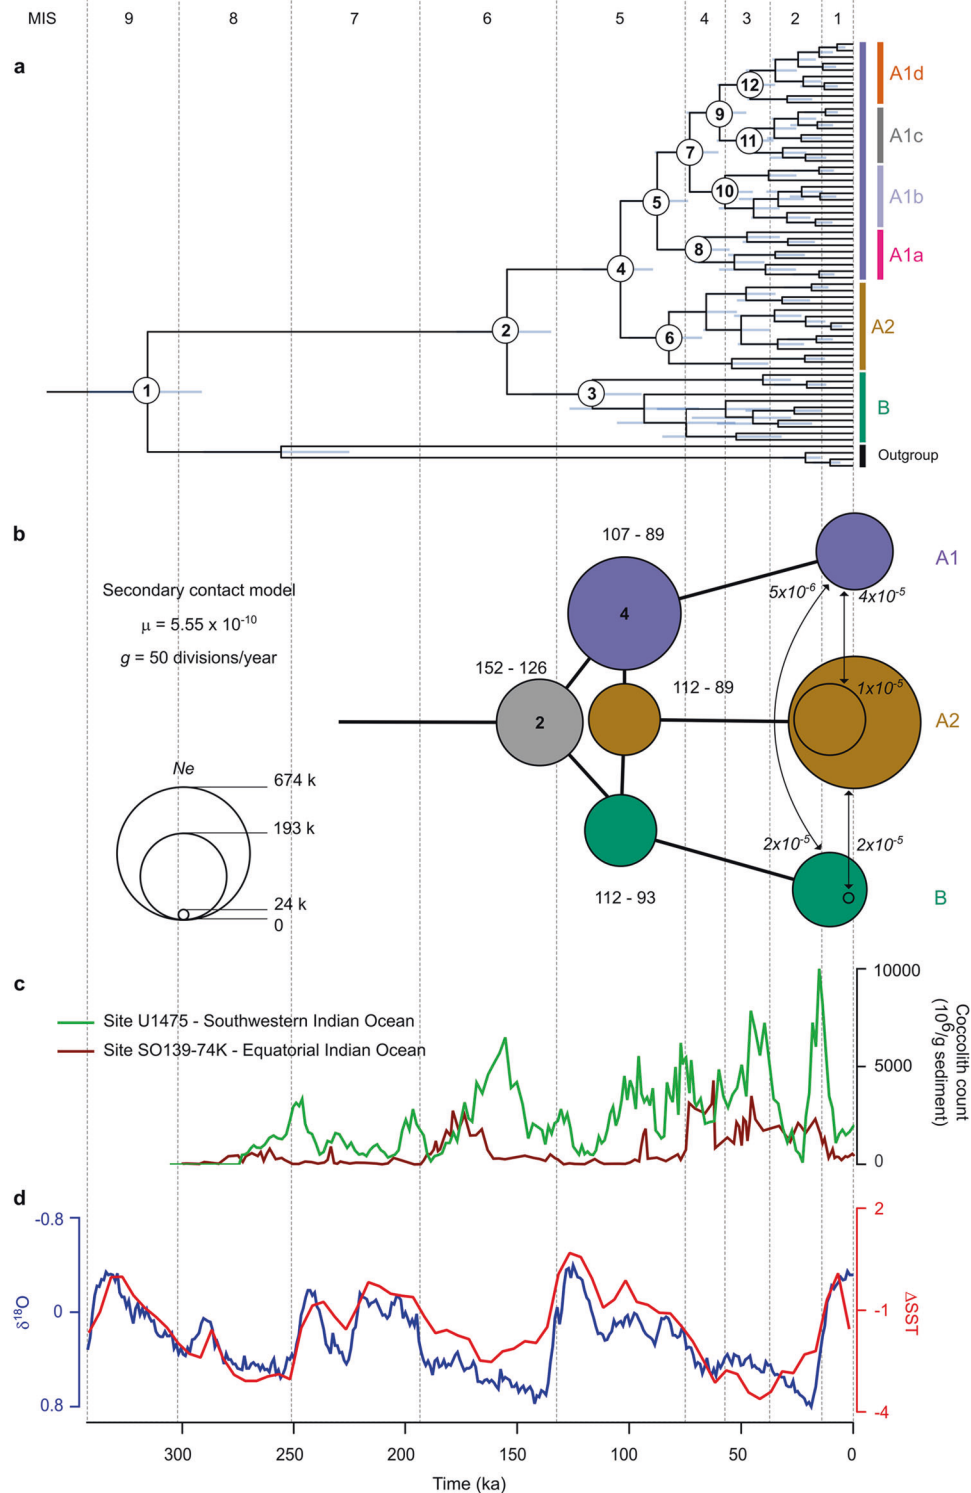 MIS 9 8 7 6 5 4 3 2 1
a
12 A1d
9
11 A1c
7
10 A1b
5
8 A1a
4
2
6 A2
1
3 B
Outgroup
b
107 - 89
A1
Secondary contact model
5x10⁻⁶ 4x10⁻⁵
μ = 5.55 x 10⁻¹⁰
4
g = 50 divisions/year
152 - 126
112 - 89
1x10⁻⁵
2
A2
Ne
674 k
193 k
2x10⁻⁵ 2x10⁻⁵
24 k
0
112 - 93
B
c
10000
Site U1475 - Southwestern Indian Ocean
Site SO139-74K - Equatorial Indian Ocean
5000
0
Coccolith count
(10⁶/g sediment)
d
-0.8
0
0.8
δ¹⁸O
2
-1
-4
ΔSST
300 250 200 150 100 50 0
Time (ka)